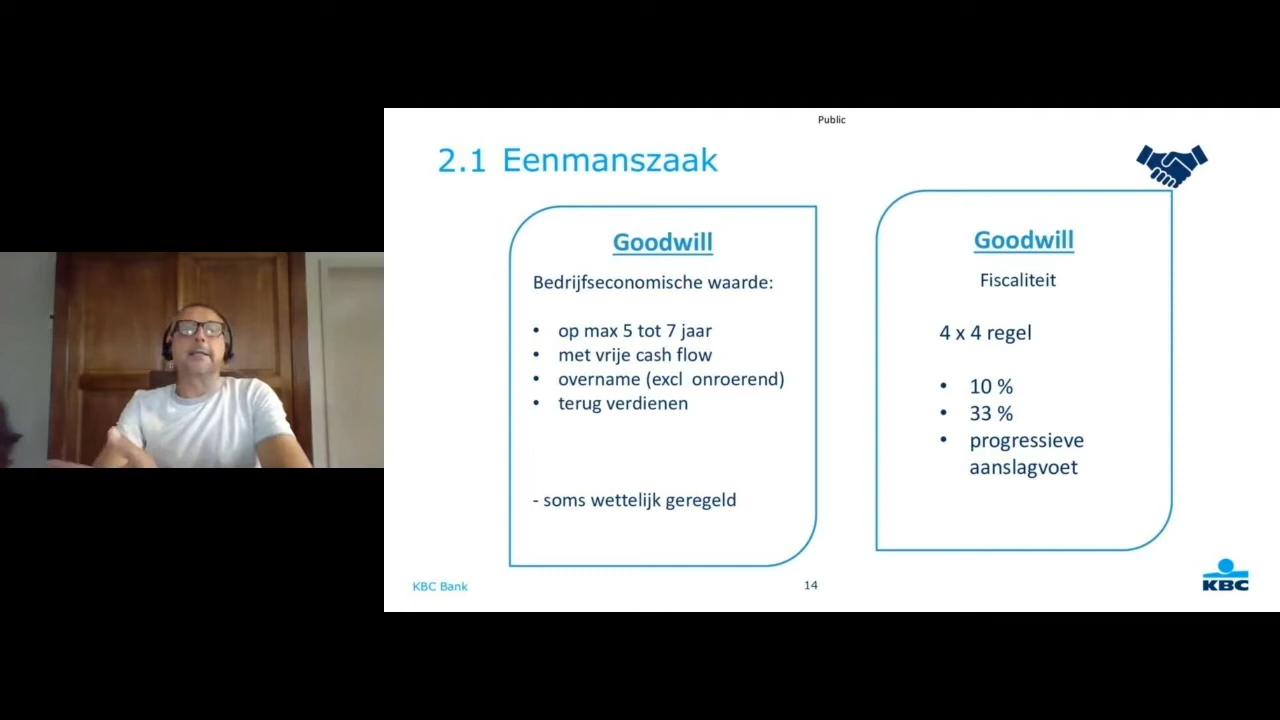 Public
2.1 Eenmanszaak
Goodwill
Bedrijfseconomische waarde:
• op max 5 tot 7 jaar
• met vrije cash flow
• overname (excl onroerend)
• terug verdienen
- soms wettelijk geregeld
Goodwill
Fiscaliteit
4 x 4 regel
• 10 %
• 33 %
• progressieve
aanslagvoet
KBC Bank
14
KBC